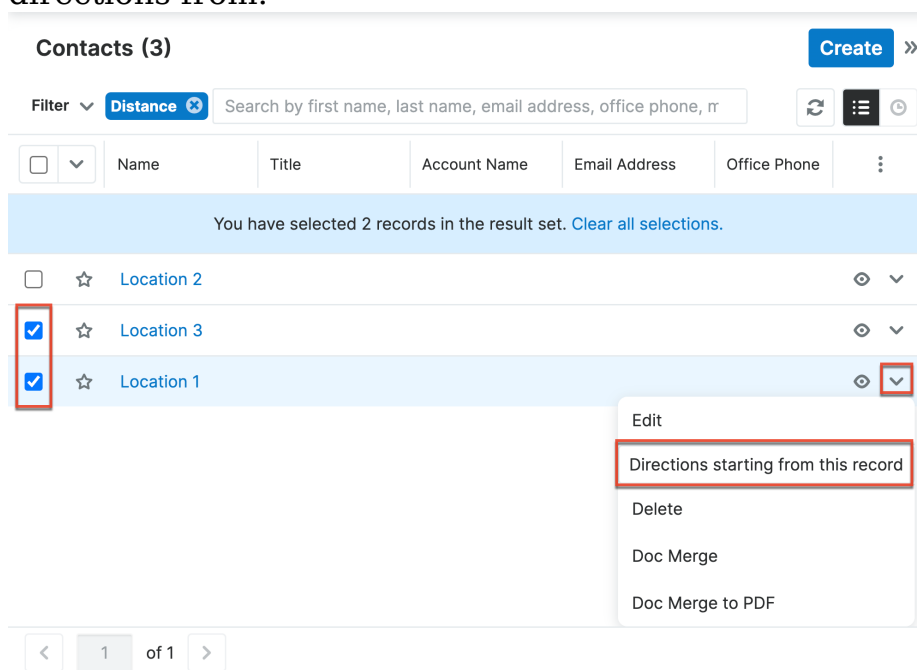 directions from.
Contacts (3)
Create »
Filter Distance Search by first name, last name, email address, office phone, m
Name Title Account Name Email Address Office Phone
You have selected 2 records in the result set. Clear all selections.
Location 2
Location 3
Location 1
Edit
Directions starting from this record
Delete
Doc Merge
Doc Merge to PDF
1 of 1